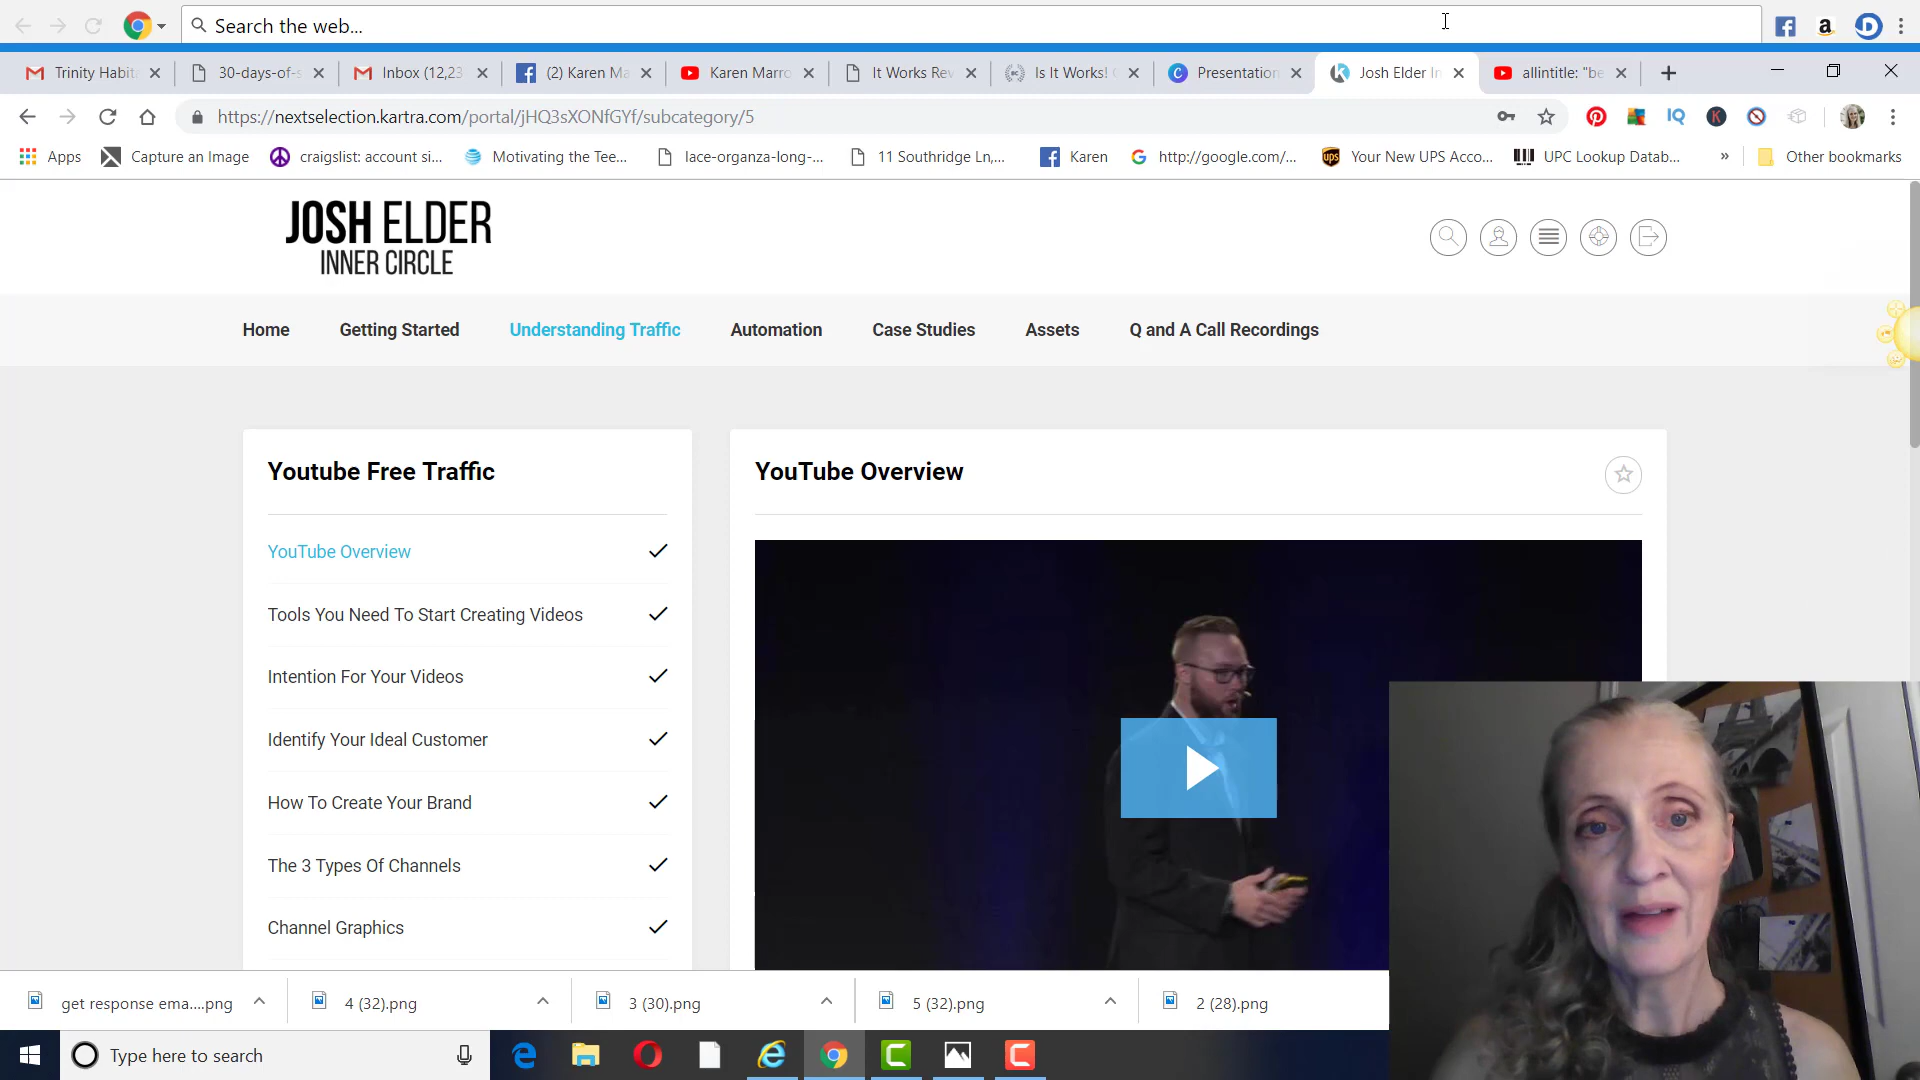 Search the web...
a
Trinity Habit
30-days-of-s
Inbox (12,23
(2) Karen Ma
Karen Marro
It Works Rev
Is It Works!
Presentation
Josh Elder In
allintitle: "be
https://nextselection.kartra.com/portal/jHQ3sXONfGYf/subcategory/5
IQ
K
Apps
Capture an Image
craigslist: account si...
Motivating the Tee...
lace-organza-long-...
11 Southridge Ln,...
Karen
http://google.com/...
Your New UPS Acco...
UPC Lookup Datab...
»
Other bookmarks
JOSH ELDER
INNER CIRCLE
Home
Getting Started
Understanding Traffic
Automation
Case Studies
Assets
Q and A Call Recordings
Youtube Free Traffic
YouTube Overview
Tools You Need To Start Creating Videos
Intention For Your Videos
Identify Your Ideal Customer
How To Create Your Brand
The 3 Types Of Channels
Channel Graphics
YouTube Overview
get response ema....png
4 (32).png
3 (30).png
5 (32).png
2 (28).png
Type here to search